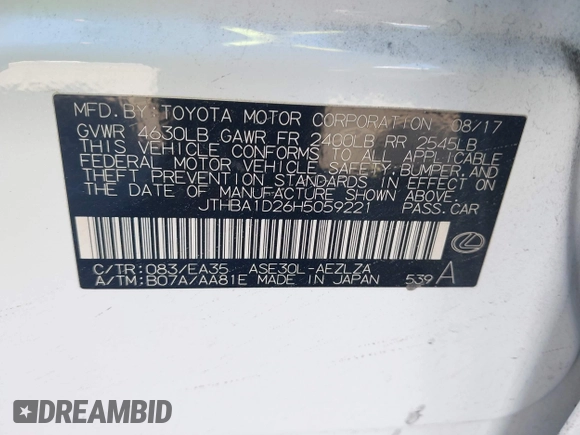 MFD. BY: TOYOTA MOTOR CORPORATION 08/17
GVWR 4630LB GAWR FR 2400LB RR 2545LB
THIS VEHICLE CONFORMS TO ALL APPLICABLE
FEDERAL MOTOR VEHICLE SAFETY, BUMPER, AND
THEFT PREVENTION STANDARDS IN EFFECT ON
THE DATE OF MANUFACTURE SHOWN ABOVE.
JTHBA1D26H5059221 PASS. CAR
C/TR: 083/EA35 ASE30L-AEZLZA
A/TM: B07A/AA81E MADE IN JAPAN 539 A
DREAMBID